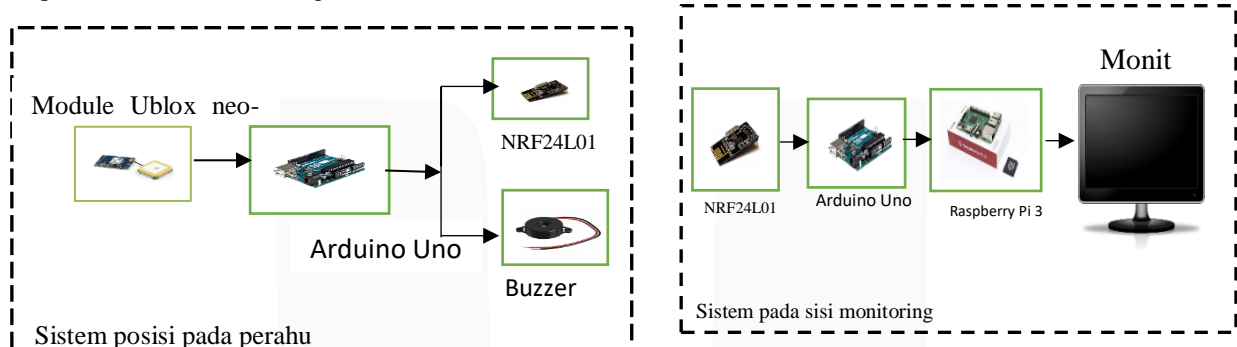 Module Ublox neo-
NRF24L01
Arduino Uno
Buzzer
Sistem posisi pada perahu
Monit
NRF24L01
Arduino Uno
Raspberry Pi 3
Sistem pada sisi monitoring